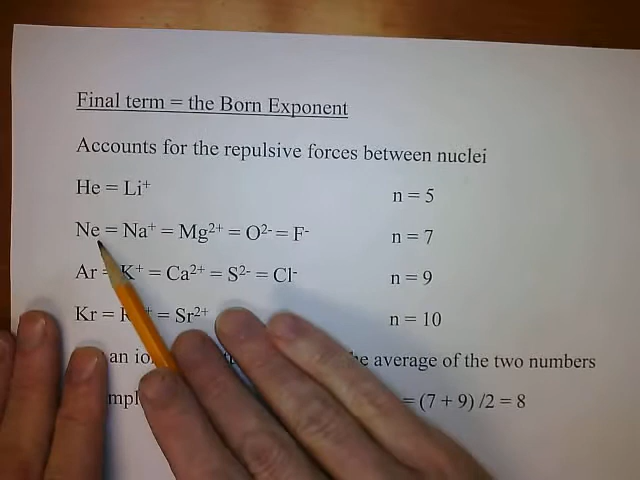 Final term = the Born Exponent
Accounts for the repulsive forces between nuclei
He = Li⁺ n = 5
Ne = Na⁺ = Mg²⁺ = O²⁻ = F⁻ n = 7
Ar = K⁺ = Ca²⁺ = S²⁻ = Cl⁻ n = 9
Kr = ⁺ = Sr²⁺ n = 10
an average of the two numbers
= (7 + 9) /2 = 8